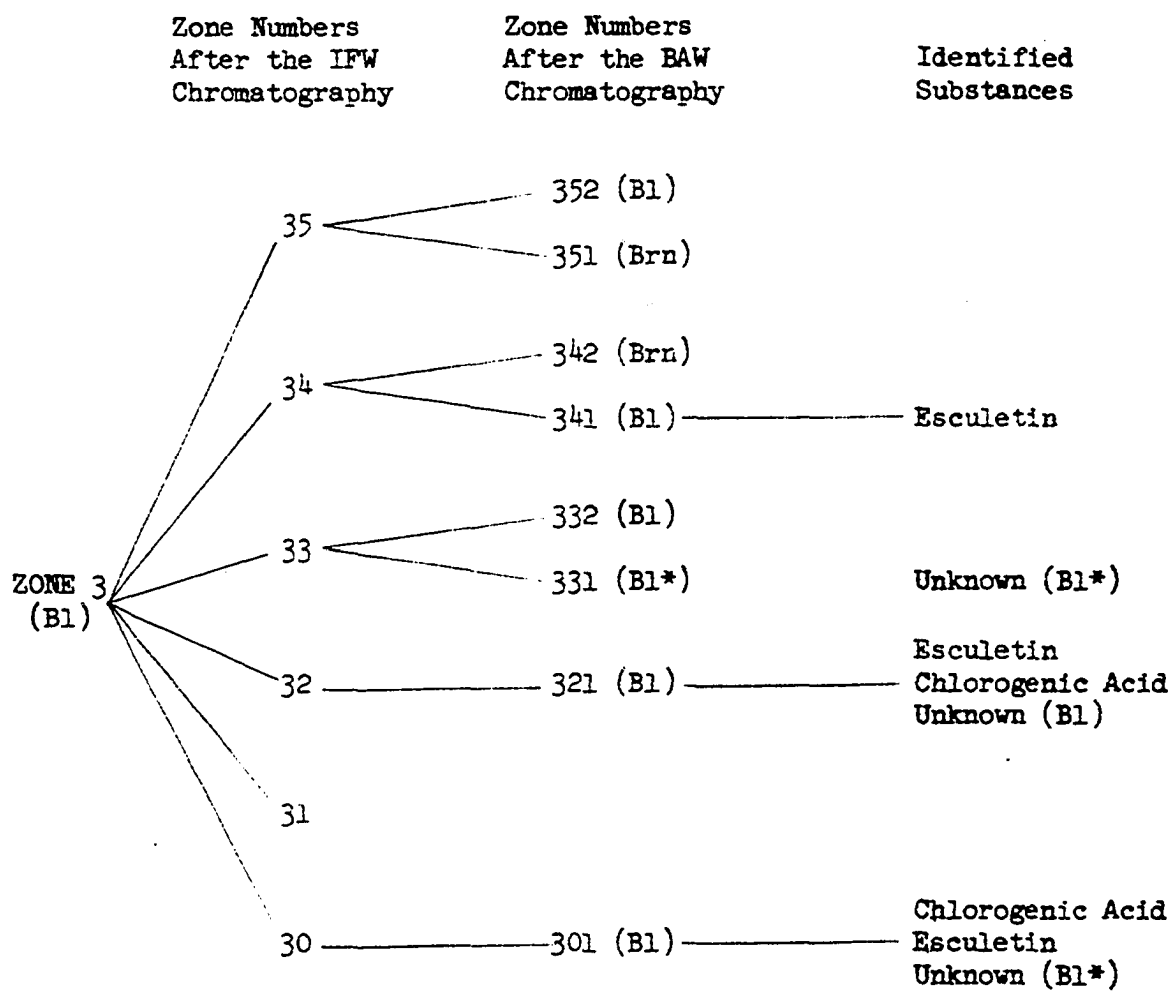 Zone Numbers
After the IFW
Chromatography
Zone Numbers
After the BAW
Chromatography
Identified
Substances
352 (Bl)
35
351 (Brn)
342 (Brn)
34
341 (Bl)
Esculetin
332 (Bl)
33
331 (Bl*)
Unknown (Bl*)
ZONE 3
(Bl)
32
321 (Bl)
Esculetin
Chlorogenic Acid
Unknown (Bl)
31
30
301 (Bl)
Chlorogenic Acid
Esculetin
Unknown (Bl*)